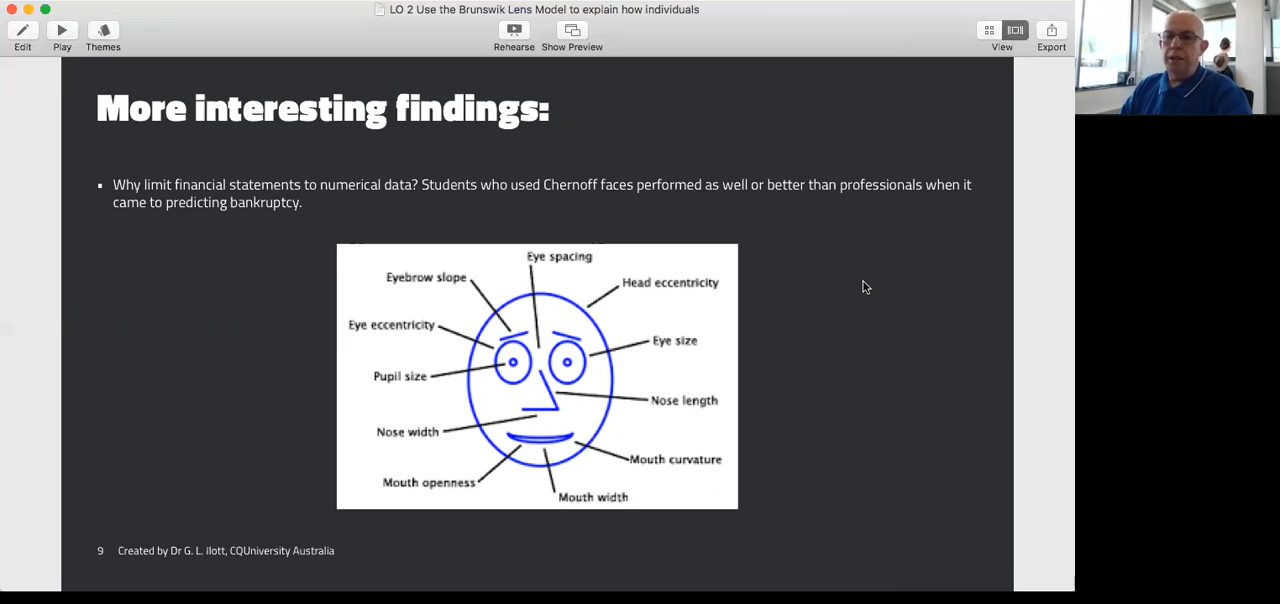 LO 2 Use the Brunswik Lens Model to explain how individuals
Edit
Play
Themes
Rehearse
Show Preview
View
Export
More interesting findings:
Why limit financial statements to numerical data? Students who used Chernoff faces performed as well or better than professionals when it
came to predicting bankruptcy.
Eye spacing
Eyebrow slope
Head eccentricity
Eye eccentricity
Eye size
Pupil size
Nose length
Nose width
Mouth curvature
Mouth openness
Mouth width
9 Created by Dr G. L. ilott, CQUniversity Australia